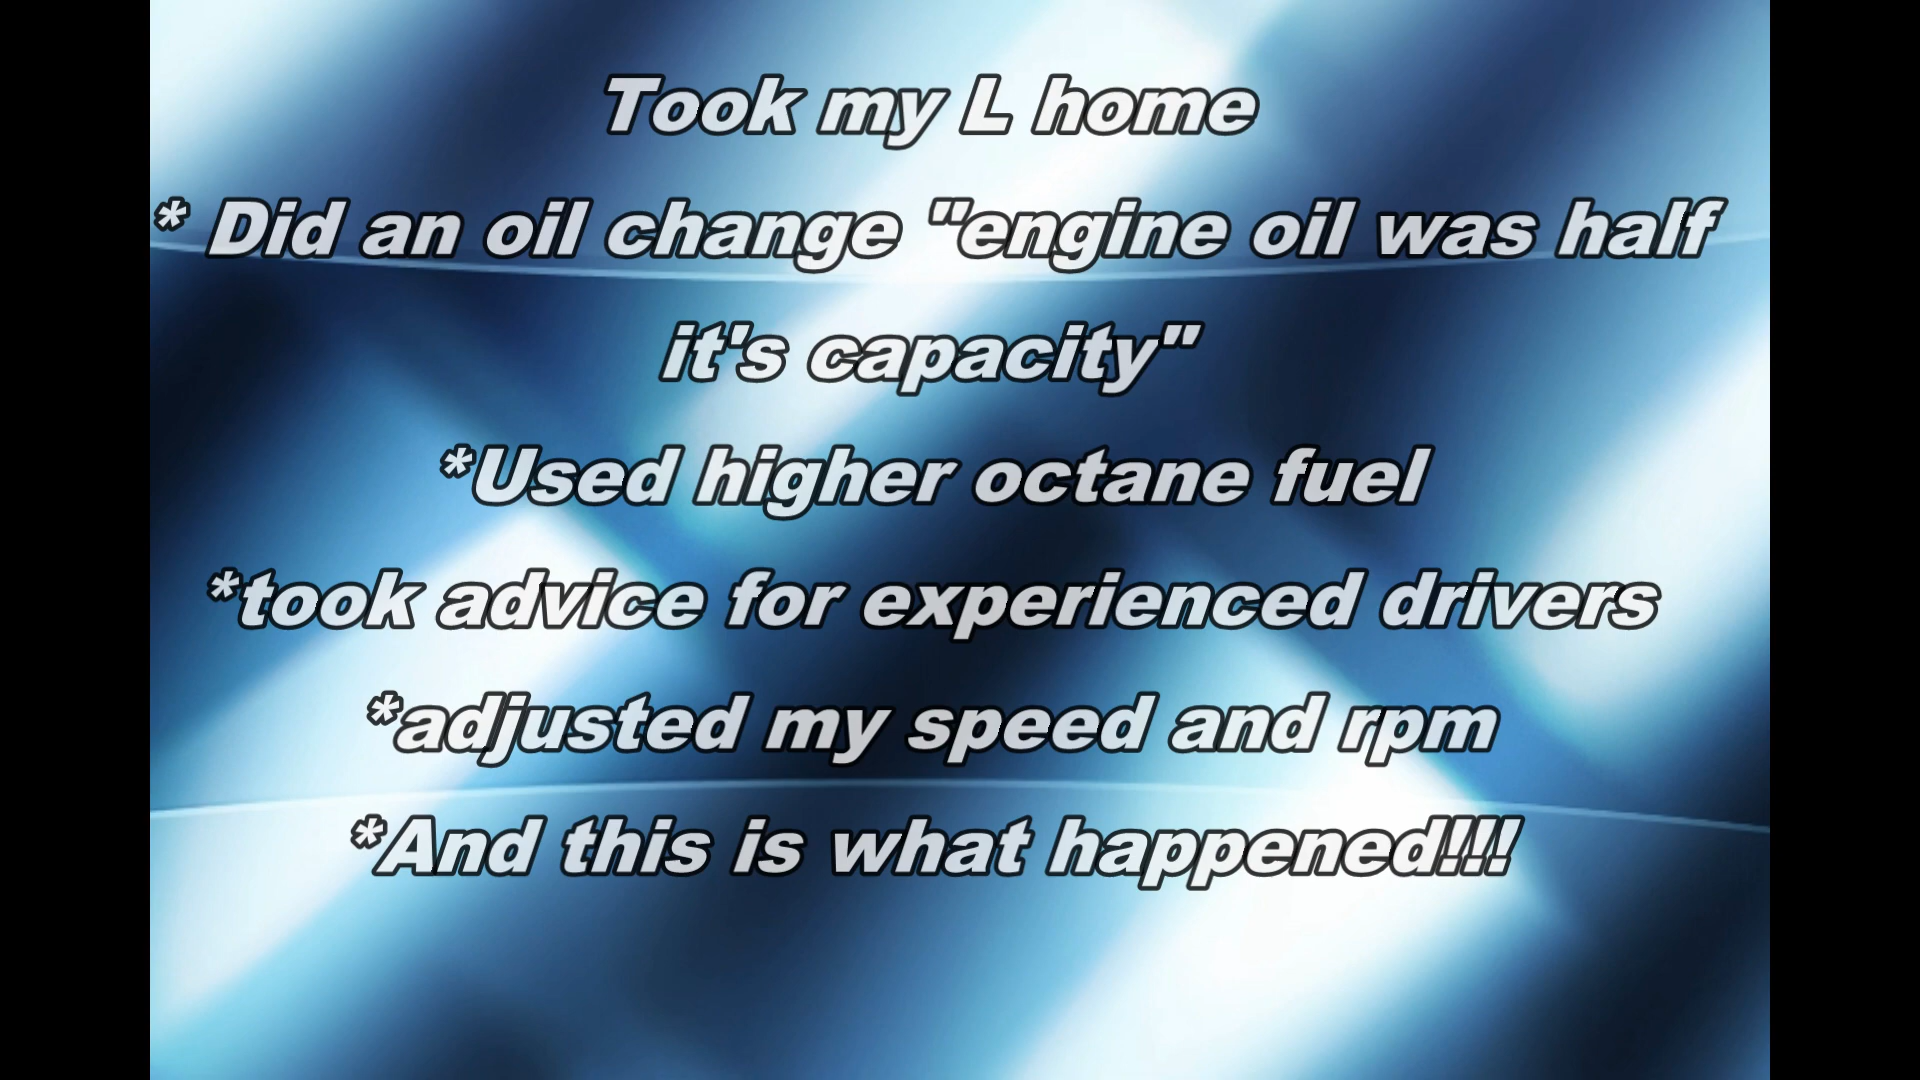 Took my L home
* Did an oil change "engine oil was half
it's capacity"
*Used higher octane fuel
*took advice for experienced drivers
*adjusted my speed and rpm
*And this is what happened!!!